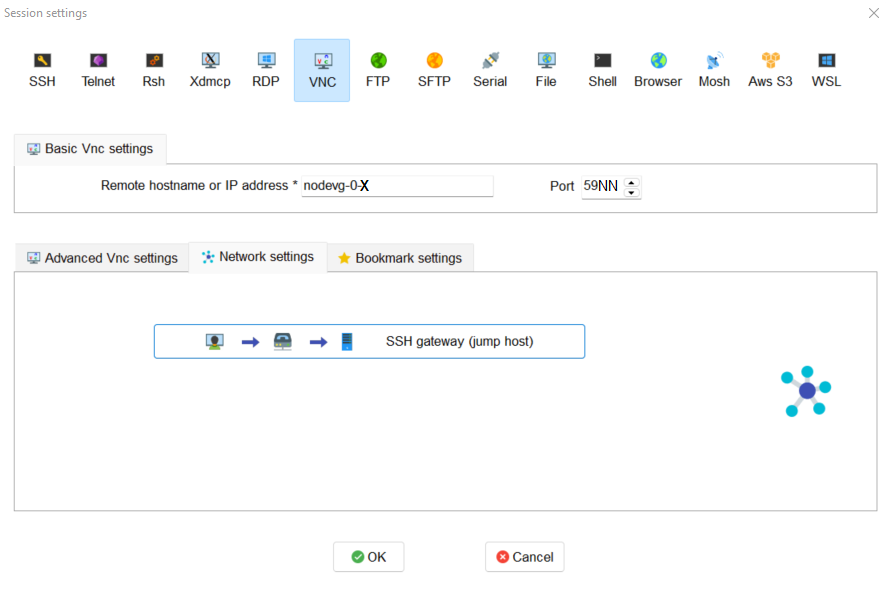 Session settings
SSH Telnet Rsh Xdmcp RDP VNC FTP SFTP Serial File Shell Browser Mosh Aws S3 WSL
Basic Vnc settings
Remote hostname or IP address * nodevg-0-X Port 59NN
Advanced Vnc settings Network settings Bookmark settings
SSH gateway (jump host)
OK Cancel